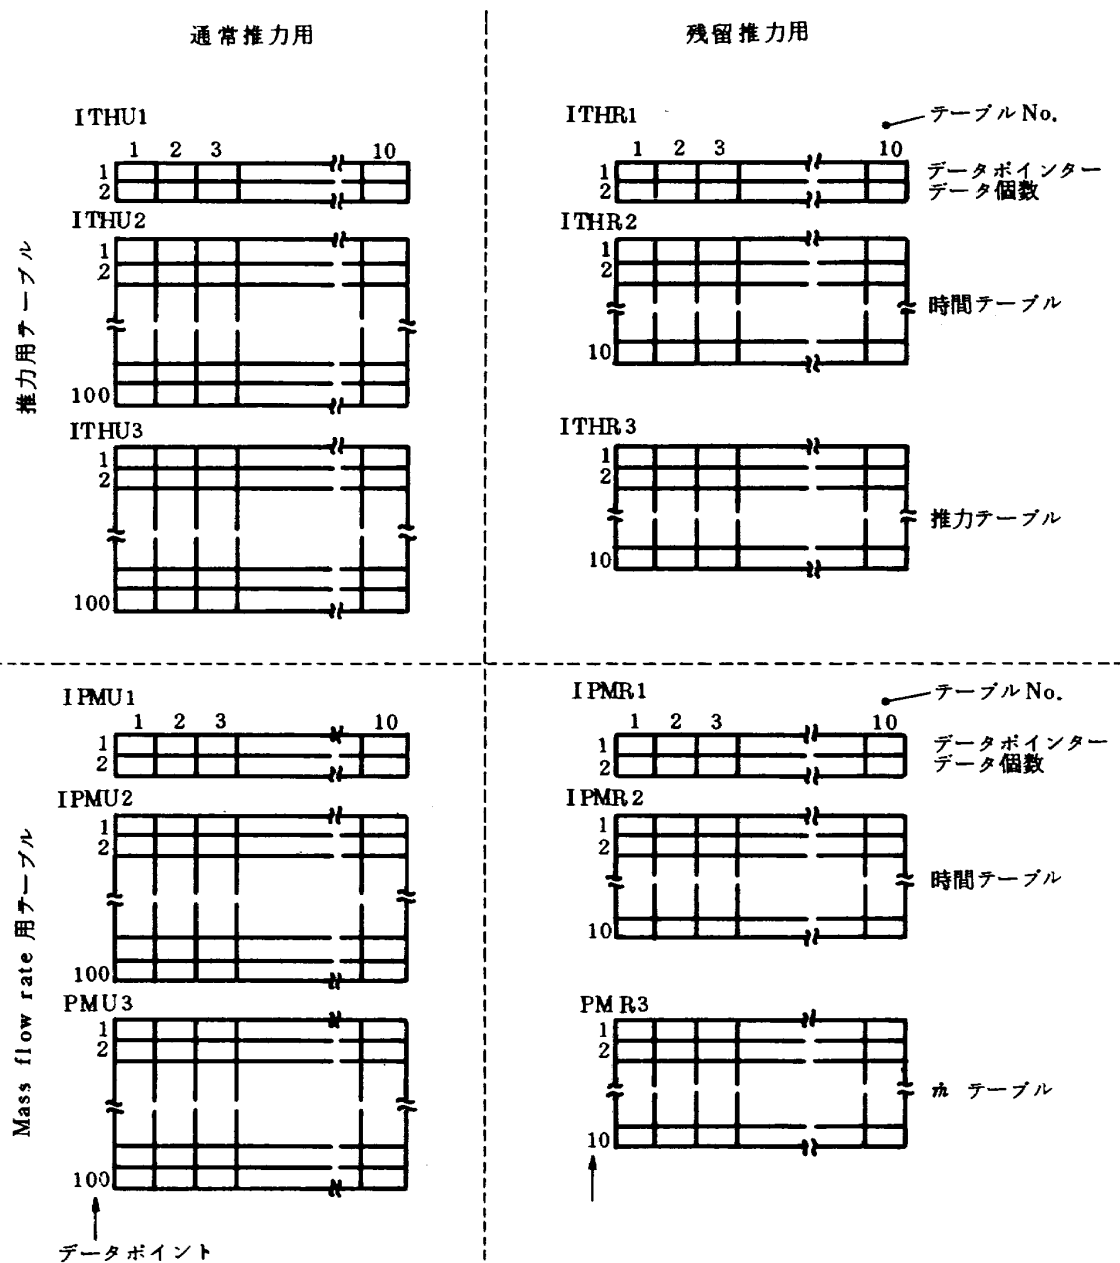 通常推力用
残留推力用
推力用テーブル
ITHU1
1 2 3 10
1
2
ITHU2
1
2
100
ITHU3
1
2
100
ITHR1
テーブルNo.
1 2 3 10
1 データポインター
2 データ個数
ITHR2
1
2
時間テーブル
10
ITHR3
1
2
推力テーブル
10
Mass flow rate 用テーブル
IPMU1
1 2 3 10
1
2
IPMU2
1
2
100
PMU3
1
2
100
データポイント
IPMR1
テーブルNo.
1 2 3 10
1 データポインター
2 データ個数
IPMR2
1
2
時間テーブル
10
PMR3
1
2
ṁ テーブル
10